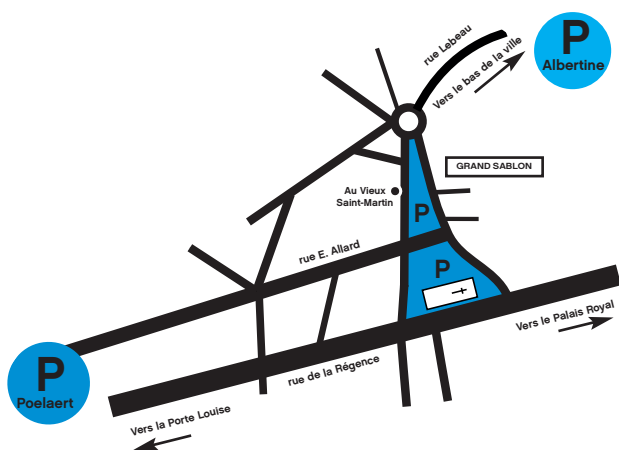 P
Albertine
rue Lebeau
Vers le bas de la ville
GRAND SABLON
Au Vieux
Saint-Martin
P
rue E. Allard
P
Vers le Palais Royal
P
Poelaert
rue de la Régence
Vers la Porte Louise